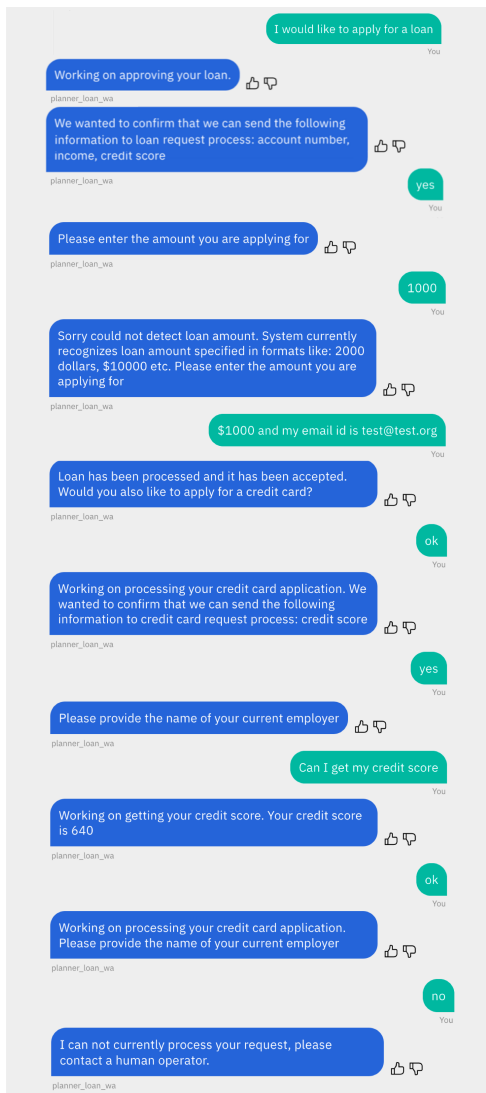 I would like to apply for a loan
You
Working on approving your loan.
planner_loan_wa
We wanted to confirm that we can send the following
information to loan request process: account number,
income, credit score
planner_loan_wa
yes
You
Please enter the amount you are applying for
planner_loan_wa
1000
You
Sorry could not detect loan amount. System currently
recognizes loan amount specified in formats like: 2000
dollars, $10000 etc. Please enter the amount you are
applying for
planner_loan_wa
$1000 and my email id is test@test.org
You
Loan has been processed and it has been accepted.
Would you also like to apply for a credit card?
planner_loan_wa
ok
You
Working on processing your credit card application. We
wanted to confirm that we can send the following
information to credit card request process: credit score
planner_loan_wa
yes
You
Please provide the name of your current employer
planner_loan_wa
Can I get my credit score
You
Working on getting your credit score. Your credit score
is 640
planner_loan_wa
ok
You
Working on processing your credit card application.
Please provide the name of your current employer
planner_loan_wa
no
You
I can not currently process your request, please
contact a human operator.
planner_loan_wa